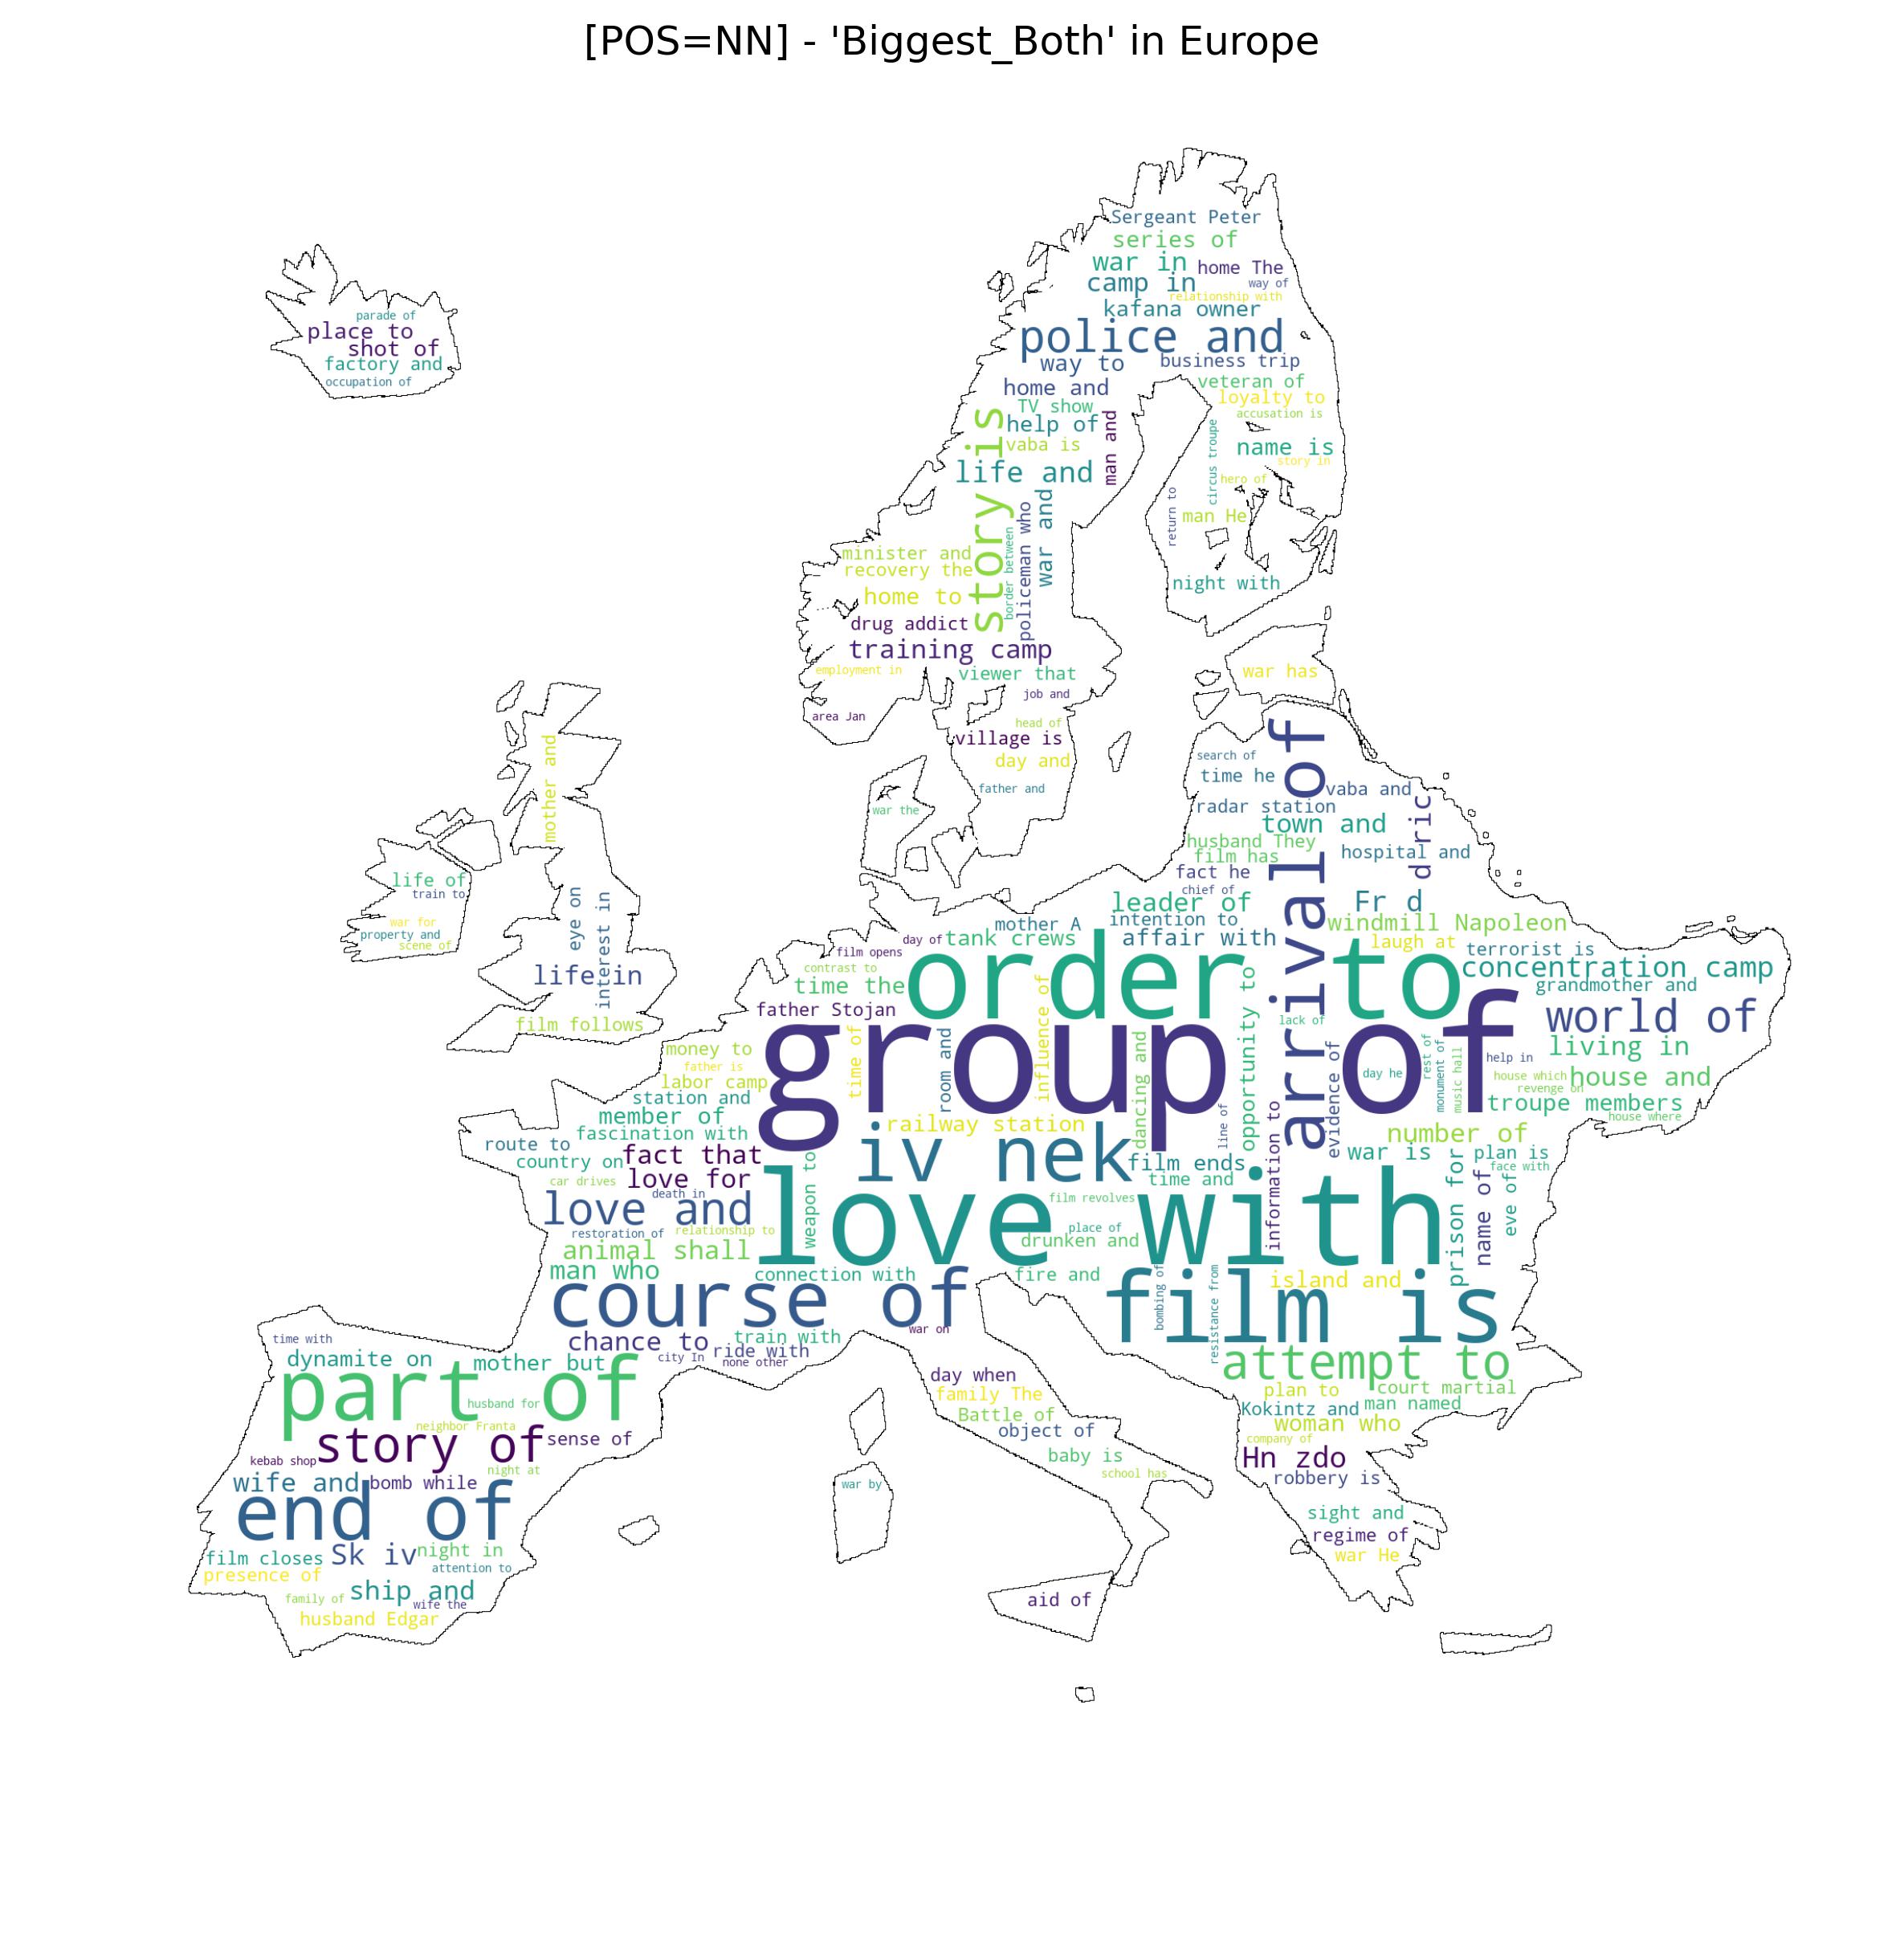 [POS=NN] - 'Biggest_Both' in Europe
Sergeant Peter
series of
war in
home The
camp in
way of
relationship with
kafana owner
police and
way to
business trip
home and
veteran of
loyalty to
TV show
accusation is
help of
man and
vaba is
name is
circus troupe
story in
life and
hero of
story is
policeman who
war and
return to
man He
border between
minister and
recovery the
night with
home to
drug addict
training camp
employment in
viewer that
war has
job and
area Jan
head of
village is
day and
father and
war the
parade of
place to
shot of
factory and
occupation of
mother and
life of
train to
war for
property and
scene of
eye on
interest in
life in
film follows
search of
time he
vaba and
radar station
arrival of
town and
d ric
husband They
film has
hospital and
fact he
chief of
leader of
Fr d
mother A
intention to
windmill Napoleon
day of
tank crews
affair with
laugh at
terrorist is
film opens
order to
contrast to
concentration camp
time the
grandmother and
father Stojan
influence of
opportunity to
lack of
world of
group of
time of
room and
money to
living in
father is
labor camp
dancing and
evidence of
day he
rest of
monument of
music hall
help in
house which
house and
revenge on
station and
troupe members
member of
house where
railway station
line of
information to
number of
fascination with
route to
iv nek
fact that
country on
film ends
war is
plan is
face with
love for
car drives
time and
death in
weapon to
prison for
name of
eve of
love and
film revolves
love with
restoration of
relationship to
place of
drunken and
animal shall
man who
connection with
fire and
island and
course of
bombing of
resistance from
film is
war on
chance to
train with
ride with
city In
none other
time with
dynamite on
mother but
attempt to
day when
part of
family The
plan to
court martial
husband for
Kokintz and
man named
Battle of
neighbor Franta
woman who
object of
story of
sense of
company of
kebab shop
baby is
Hn zdo
night at
school has
robbery is
wife and
bomb while
war by
end of
sight and
regime of
Sk iv
night in
war He
film closes
attention to
presence of
ship and
family of
wife the
aid of
husband Edgar